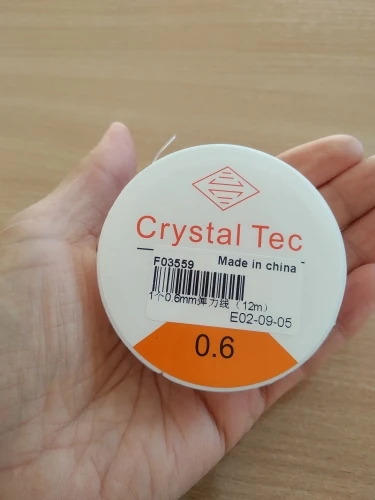 Crystal Tec
F03559 Made in china
1个0.6mm弹力线（12m）
E02-09-05
0.6